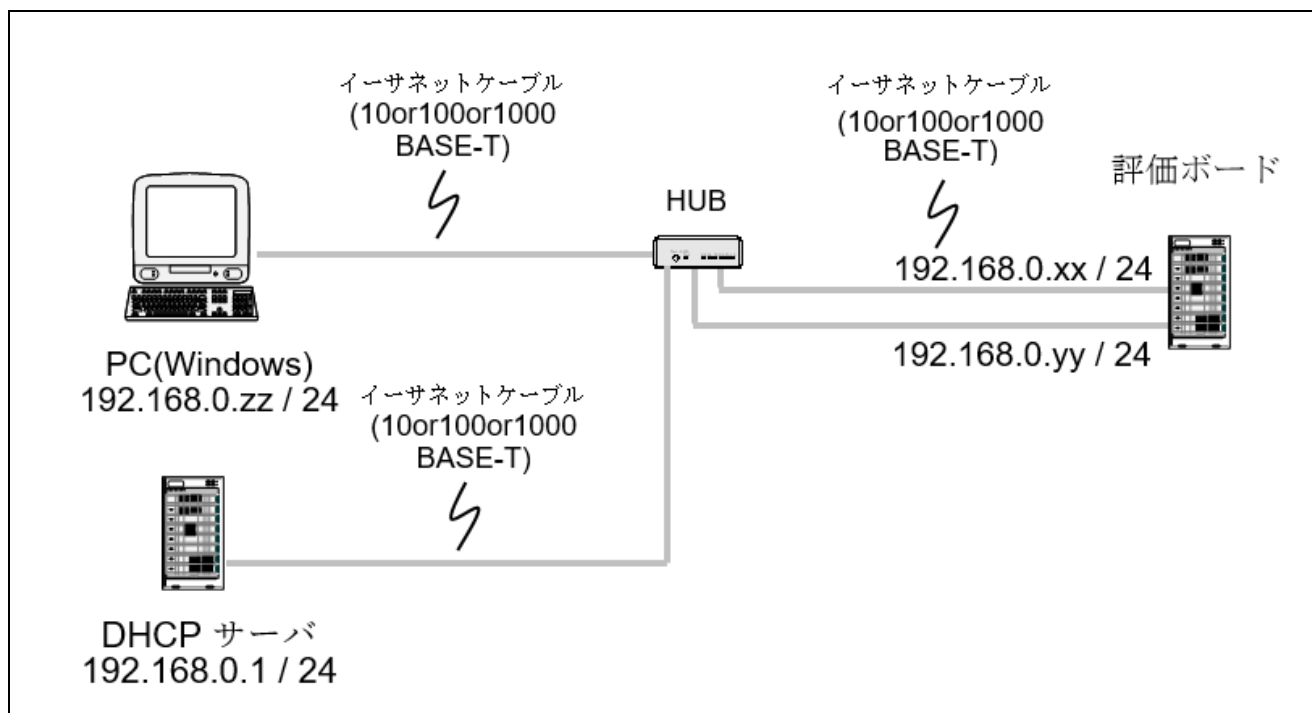 イーサネットケーブル
(10or100or1000
BASE-T)
イーサネットケーブル
(10or100or1000
BASE-T)
評価ボード
HUB
192.168.0.xx / 24
192.168.0.yy / 24
PC(Windows)
192.168.0.zz / 24
イーサネットケーブル
(10or100or1000
BASE-T)
DHCP サーバ
192.168.0.1 / 24